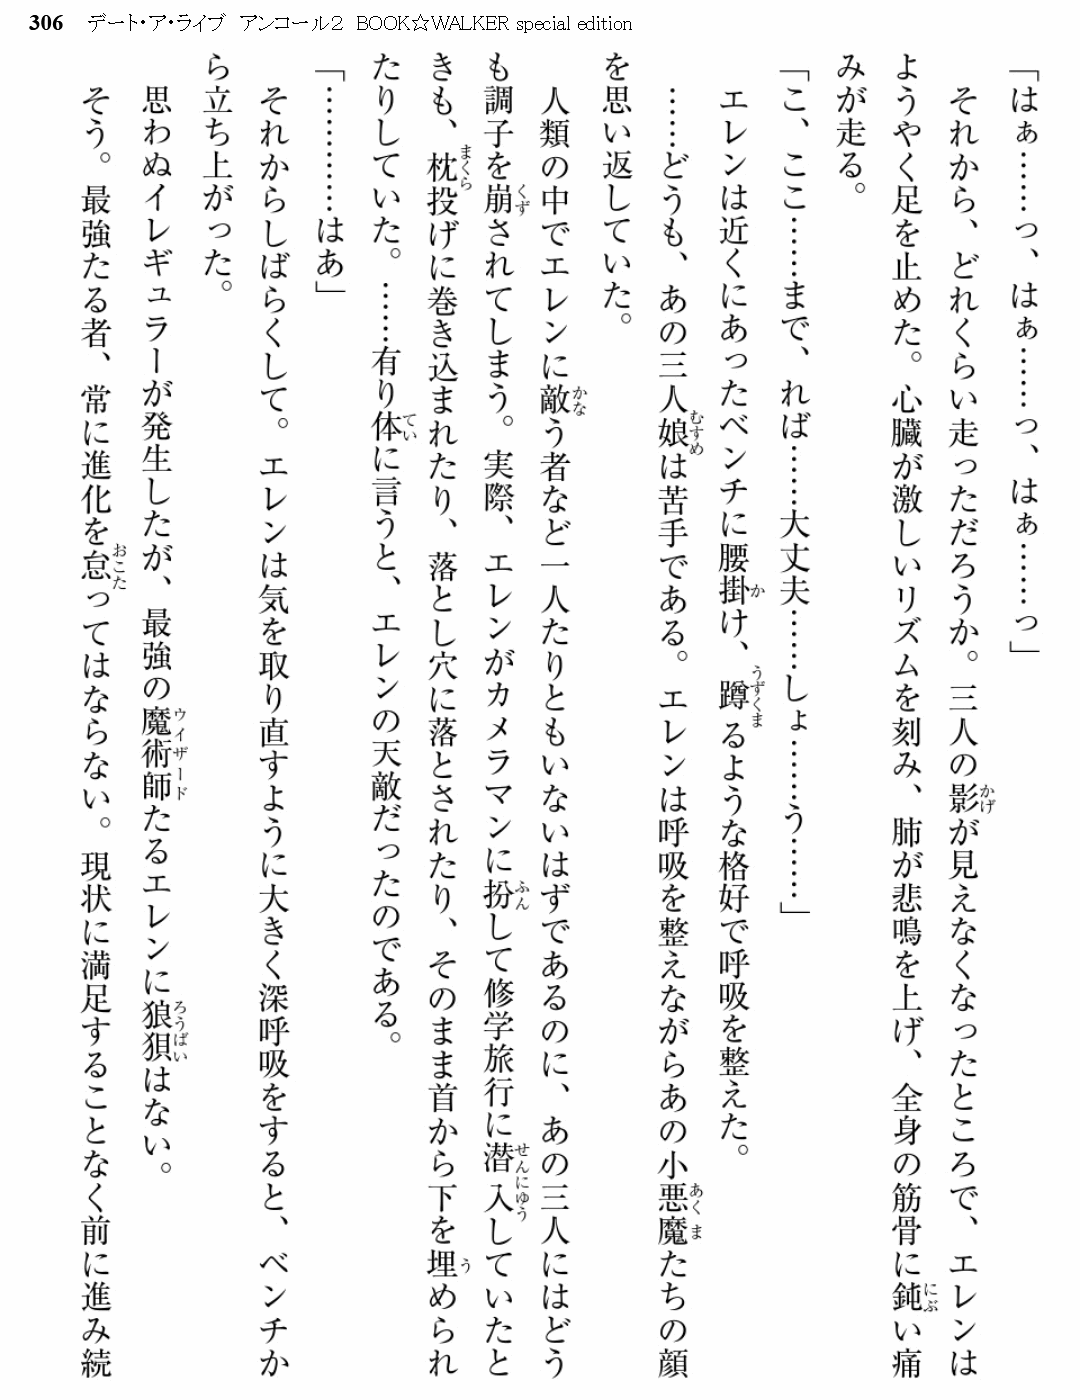 306 デート・ア・ライブ アンコール2 BOOK☆WALKER special edition
「はぁ……っ、はぁ……っ、はぁ……っ」
それから、どれくらい走っただろうか。三人の影が見えなくなったところで、エレンは
ようやく足を止めた。心臓が激しいリズムを刻み、肺が悲鳴を上げ、全身の筋骨に鈍い痛
みが走る。
「こ、ここ……まで、れば……大丈夫……しょ……う……」
エレンは近くにあったベンチに腰掛け、蹲るような格好で呼吸を整えた。
……どうも、あの三人娘は苦手である。エレンは呼吸を整えながらあの小悪魔たちの顔
を思い返していた。
人類の中でエレンに敵う者など一人たりともいないはずであるのに、あの三人にはどう
も調子を崩されてしまう。実際、エレンがカメラマンに扮して修学旅行に潜入していたと
きも、枕投げに巻き込まれたり、落とし穴に落とされたり、そのまま首から下を埋められ
たりしていた。……有り体に言うと、エレンの天敵だったのである。
「…………はあ」
それからしばらくして。エレンは気を取り直すように大きく深呼吸をすると、ベンチか
ら立ち上がった。
思わぬイレギュラーが発生したが、最強の魔術師たるエレンに狼狽はない。
そう。最強たる者、常に進化を怠ってはならない。現状に満足することなく前に進み続